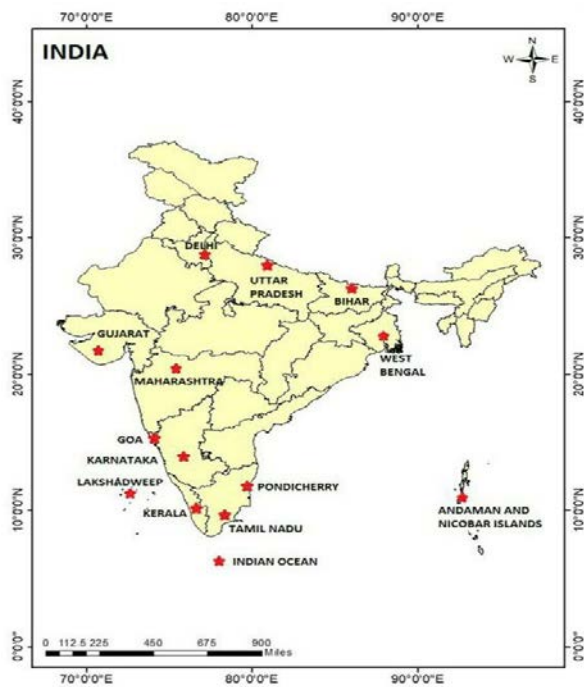 70°0'0"E 80°0'0"E 90°0'0"E
INDIA
N
W E
S
40°0'0"N 40°0'0"N
30°0'0"N 30°0'0"N
DELHI
UTTAR
PRADESH
BIHAR
GUJARAT
WEST
BENGAL
20°0'0"N 20°0'0"N
MAHARASHTRA
GOA
KARNATAKA
LAKSHADWEEP
PONDICHERRY
10°0'0"N 10°0'0"N
KERALA
TAMIL NADU
ANDAMAN AND
NICOBAR ISLANDS
INDIAN OCEAN
0°0'0" 0°0'0"
0 112.5 225 450 675 900
Miles
70°0'0"E 80°0'0"E 90°0'0"E